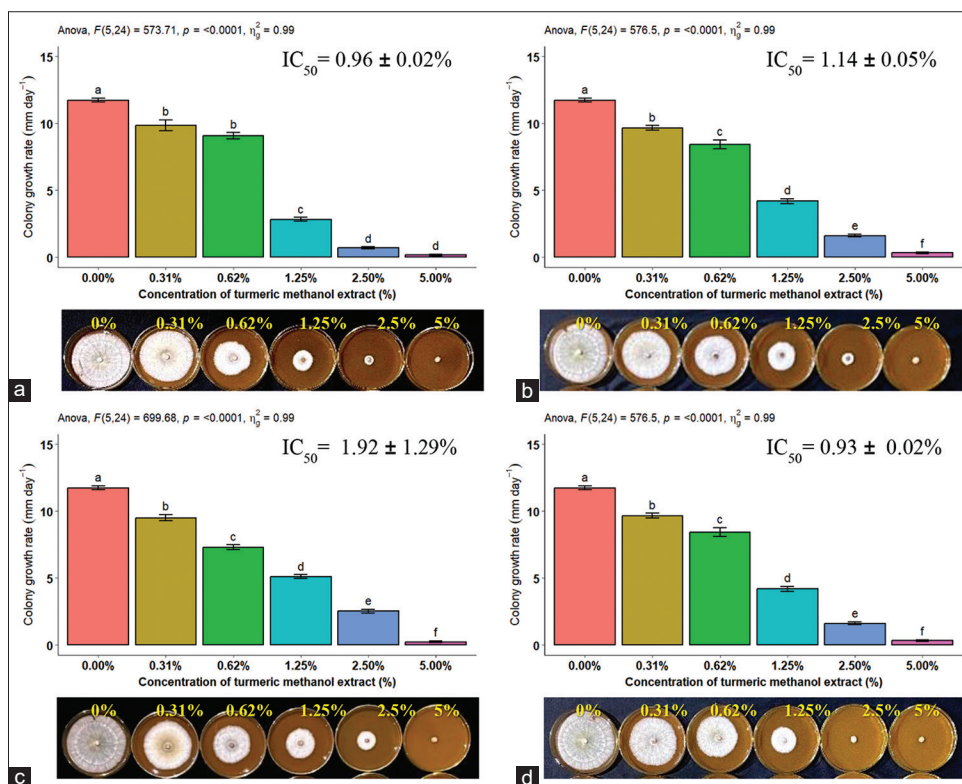 Anova, F(5,24) = 573.71, p = <0.0001, η²g = 0.99
IC50 = 0.96 ± 0.02%
Colony growth rate (mm day⁻¹)
15
10
5
0
a
b
b
c
d
d
0.00% 0.31% 0.62% 1.25% 2.50% 5.00%
Concentration of turmeric methanol extract (%)
0% 0.31% 0.62% 1.25% 2.5% 5%
a
Anova, F(5,24) = 576.5, p = <0.0001, η²g = 0.99
IC50 = 1.14 ± 0.05%
Colony growth rate (mm day⁻¹)
15
10
5
0
a
b
c
d
e
f
0.00% 0.31% 0.62% 1.25% 2.50% 5.00%
Concentration of turmeric methanol extract (%)
0% 0.31% 0.62% 1.25% 2.5% 5%
b
Anova, F(5,24) = 699.68, p = <0.0001, η²g = 0.99
IC50 = 1.92 ± 1.29%
Colony growth rate (mm day⁻¹)
15
10
5
0
a
b
c
d
e
f
0.00% 0.31% 0.62% 1.25% 2.50% 5.00%
Concentration of turmeric methanol extract (%)
0% 0.31% 0.62% 1.25% 2.5% 5%
c
Anova, F(5,24) = 576.5, p = <0.0001, η²g = 0.99
IC50 = 0.93 ± 0.02%
Colony growth rate (mm day⁻¹)
15
10
5
0
a
b
c
d
e
f
0.00% 0.31% 0.62% 1.25% 2.50% 5.00%
Concentration of turmeric methanol extract (%)
0% 0.31% 0.62% 1.25% 2.5% 5%
d